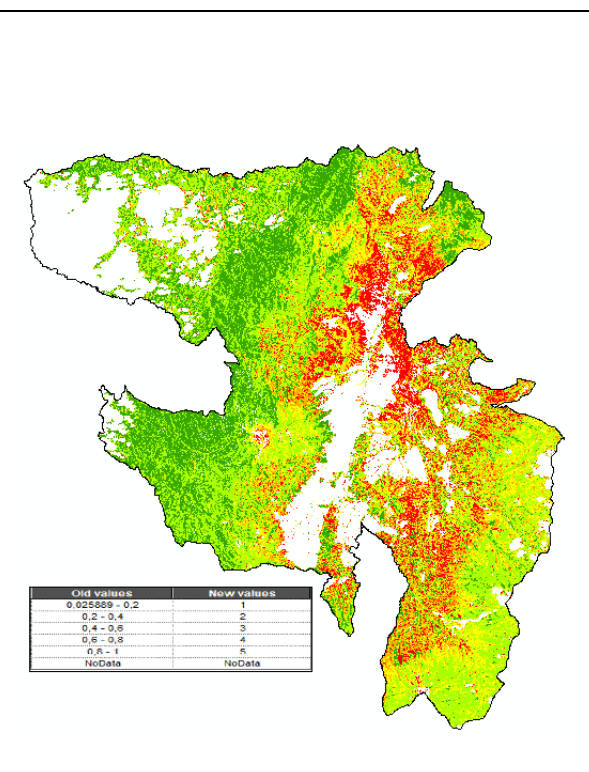 Old values New values
0,025889 - 0,2 1
0,2 - 0,4 2
0,4 - 0,6 3
0,6 - 0,8 4
0,8 - 1 5
NoData NoData